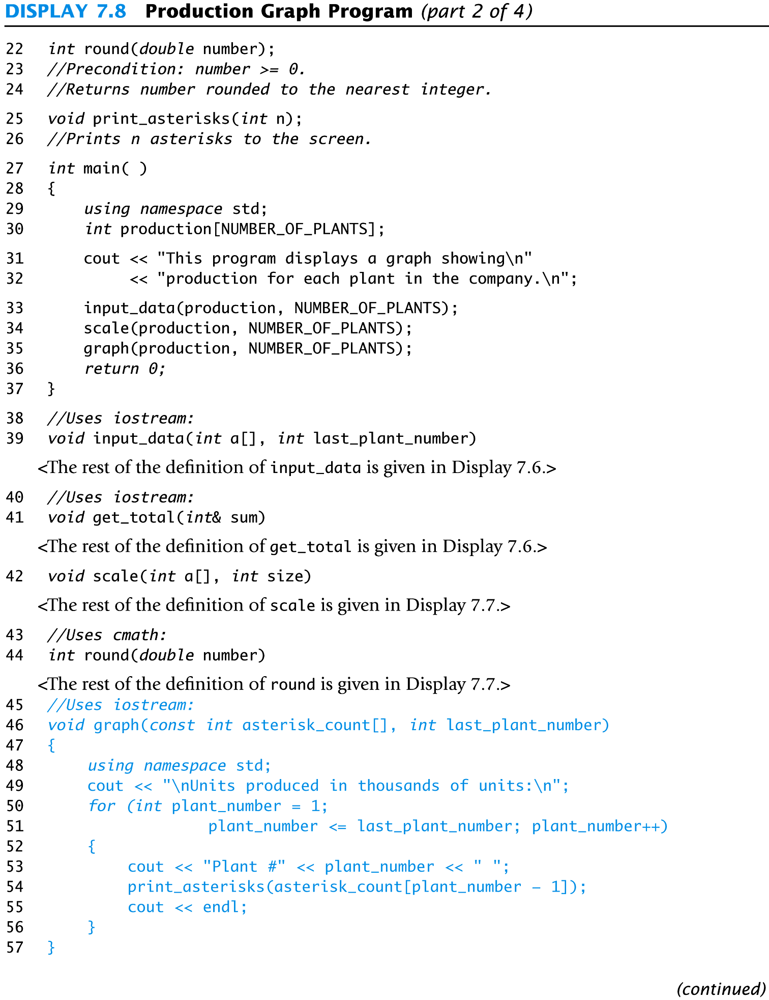 DISPLAY 7.8 Production Graph Program (part 2 of 4)
22 int round(double number);
23 //Precondition: number >= 0.
24 //Returns number rounded to the nearest integer.
25 void print_asterisks(int n);
26 //Prints n asterisks to the screen.
27 int main( )
28 {
29 using namespace std;
30 int production[NUMBER_OF_PLANTS];
31 cout << "This program displays a graph showing\n"
32 << "production for each plant in the company.\n";
33 input_data(production, NUMBER_OF_PLANTS);
34 scale(production, NUMBER_OF_PLANTS);
35 graph(production, NUMBER_OF_PLANTS);
36 return 0;
37 }
38 //Uses iostream:
39 void input_data(int a[], int last_plant_number)
<The rest of the definition of input_data is given in Display 7.6.>
40 //Uses iostream:
41 void get_total(int& sum)
<The rest of the definition of get_total is given in Display 7.6.>
42 void scale(int a[], int size)
<The rest of the definition of scale is given in Display 7.7.>
43 //Uses cmath:
44 int round(double number)
<The rest of the definition of round is given in Display 7.7.>
45 //Uses iostream:
46 void graph(const int asterisk_count[], int last_plant_number)
47 {
48 using namespace std;
49 cout << "\nUnits produced in thousands of units:\n";
50 for (int plant_number = 1;
51 plant_number <= last_plant_number; plant_number++)
52 {
53 cout << "Plant #" << plant_number << " ";
54 print_asterisks(asterisk_count[plant_number – 1]);
55 cout << endl;
56 }
57 }
(continued)